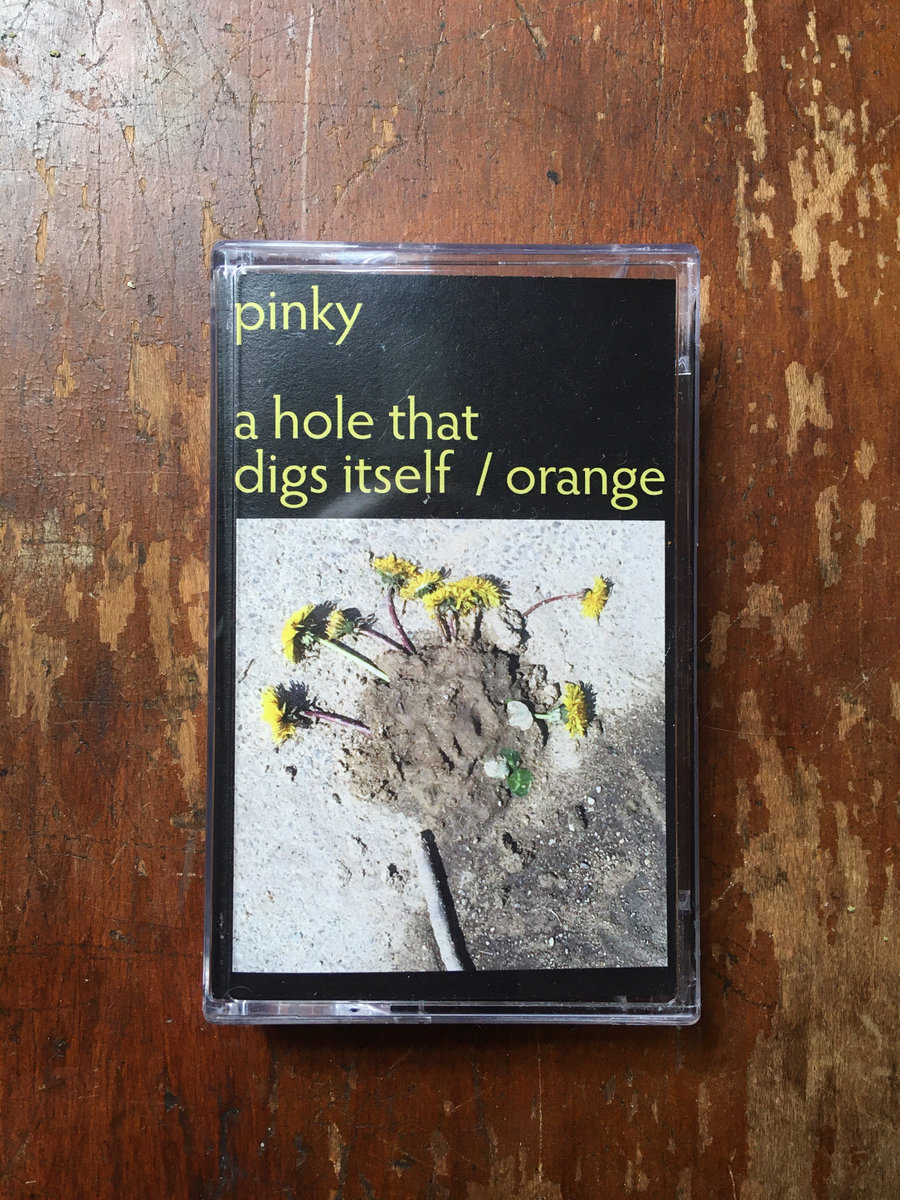 pinky
a hole that
digs itself / orange